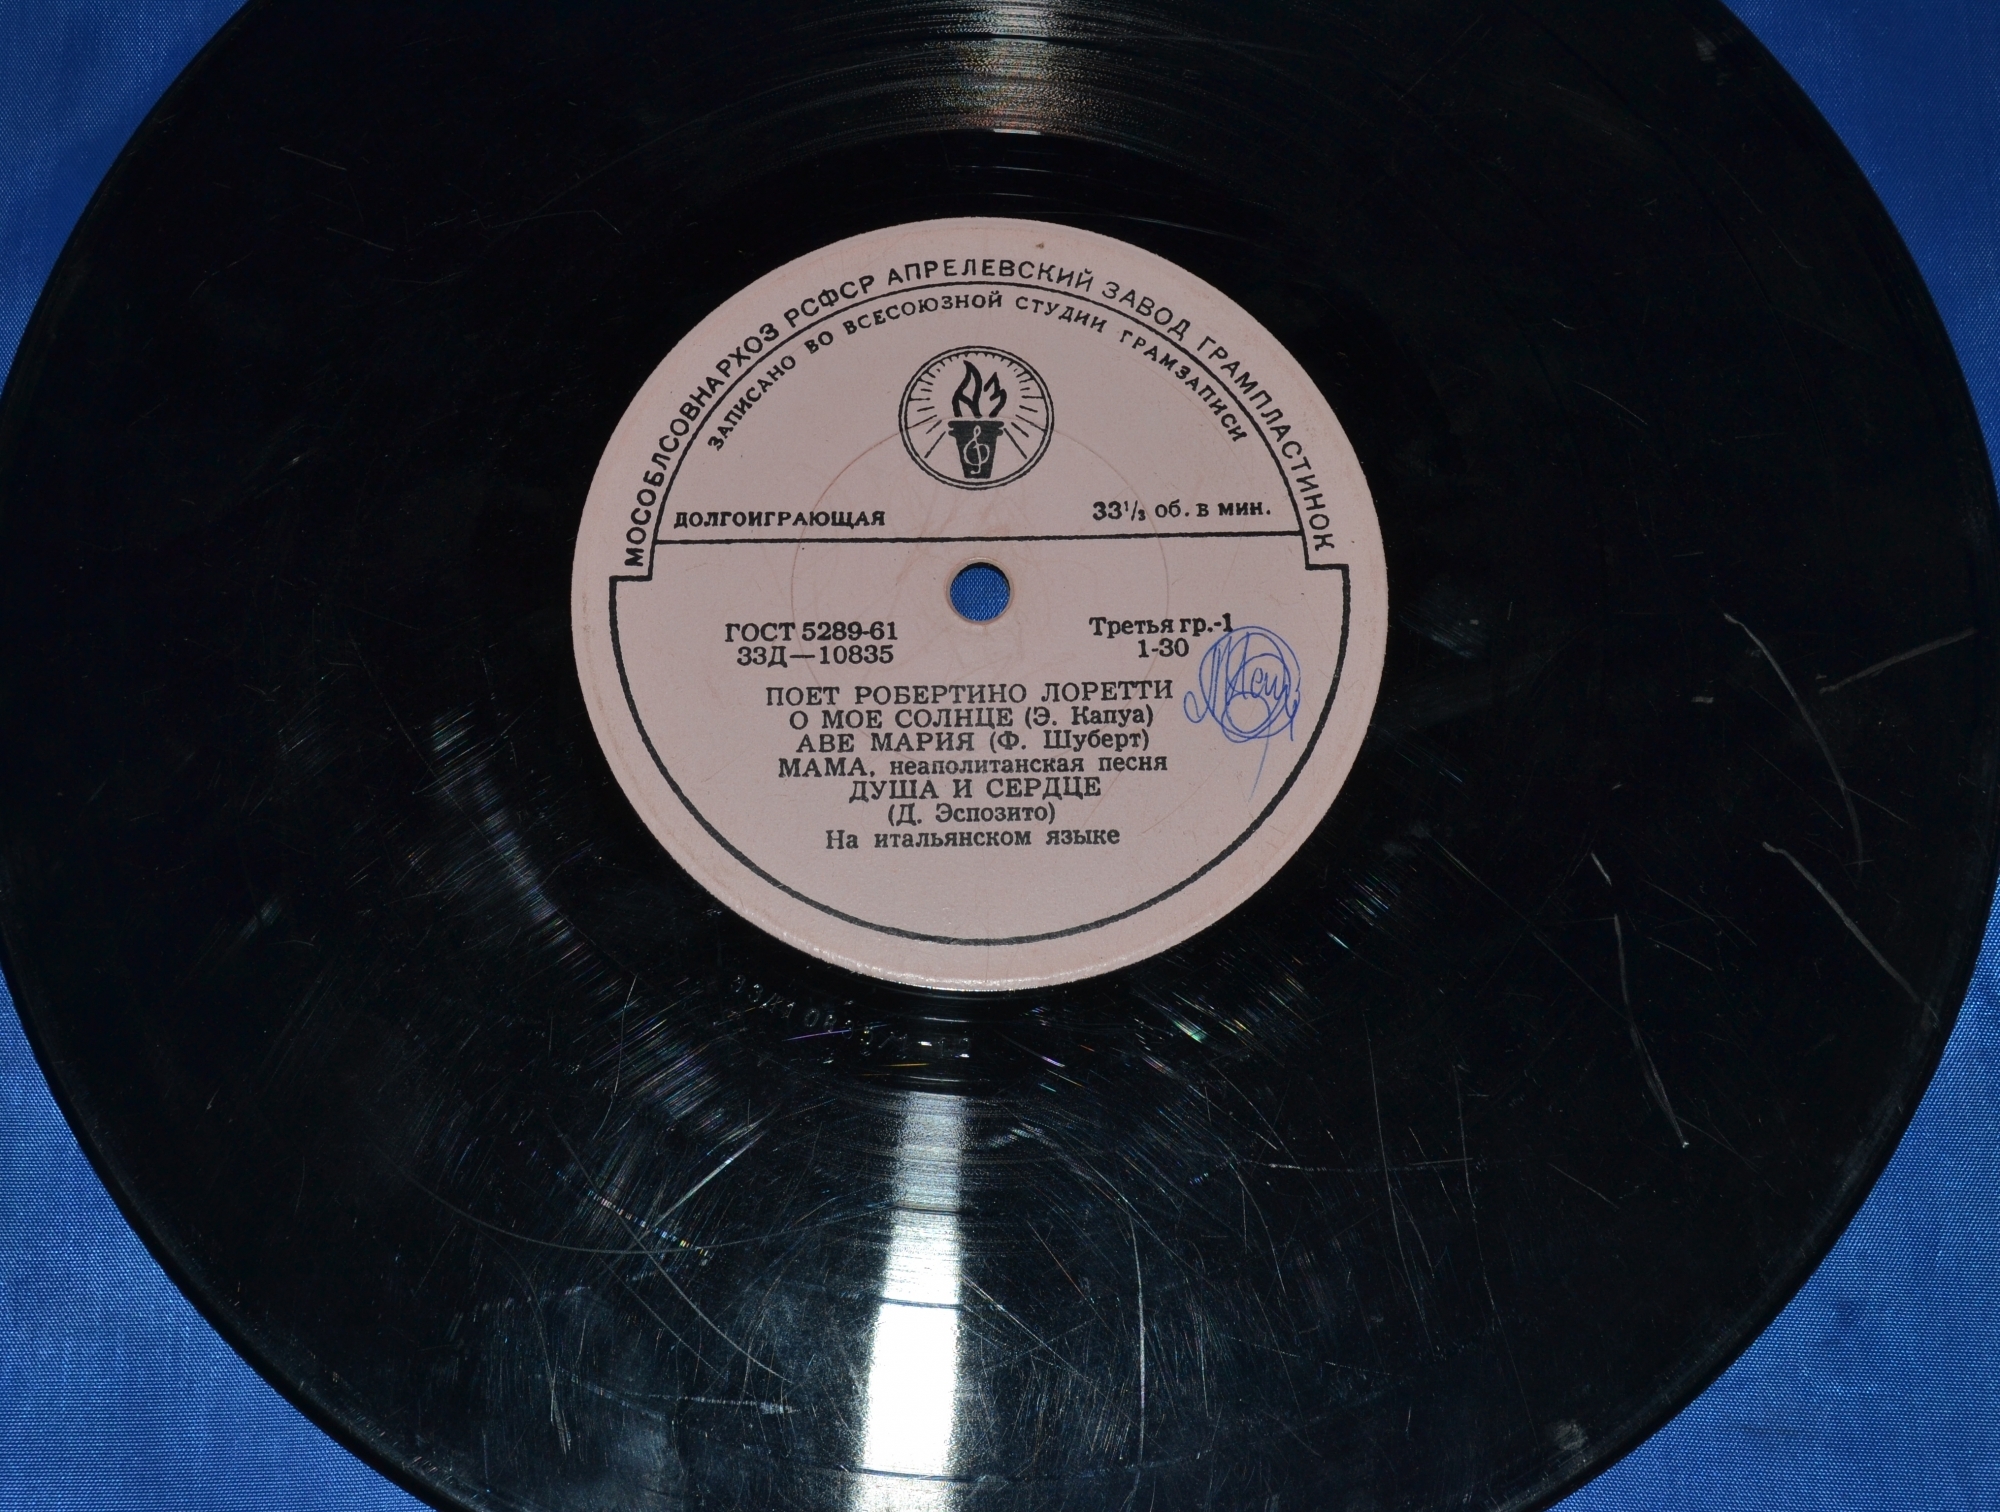 МОСОБЛСОВНАРХОЗ РСФСР АПРЕЛЕВСКИЙ ЗАВОД ГРАМПЛАСТИНОК
ЗАПИСАНО ВО ВСЕСОЮЗНОЙ СТУДИИ ГРАМЗАПИСИ
АЗ
ДОЛГОИГРАЮЩАЯ
33 1/3 об. в мин.
ГОСТ 5289-61
33Д—10835
Третья гр.-1
1-30
ПОЕТ РОБЕРТИНО ЛОРЕТТИ
О МОЕ СОЛНЦЕ (Э. Капуа)
АВЕ МАРИЯ (Ф. Шуберт)
МАМА, неаполитанская песня
ДУША И СЕРДЦЕ
(Д. Эспозито)
На итальянском языке